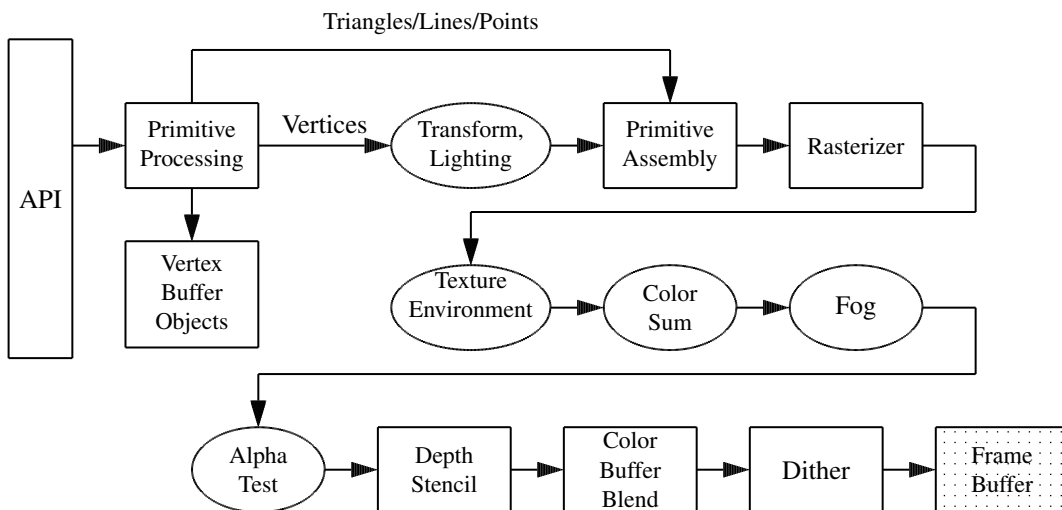 Triangles/Lines/Points
API
Primitive
Processing
Vertices
Transform,
Lighting
Primitive
Assembly
Rasterizer
Vertex
Buffer
Objects
Texture
Environment
Color
Sum
Fog
Alpha
Test
Depth
Stencil
Color
Buffer
Blend
Dither
Frame
Buffer